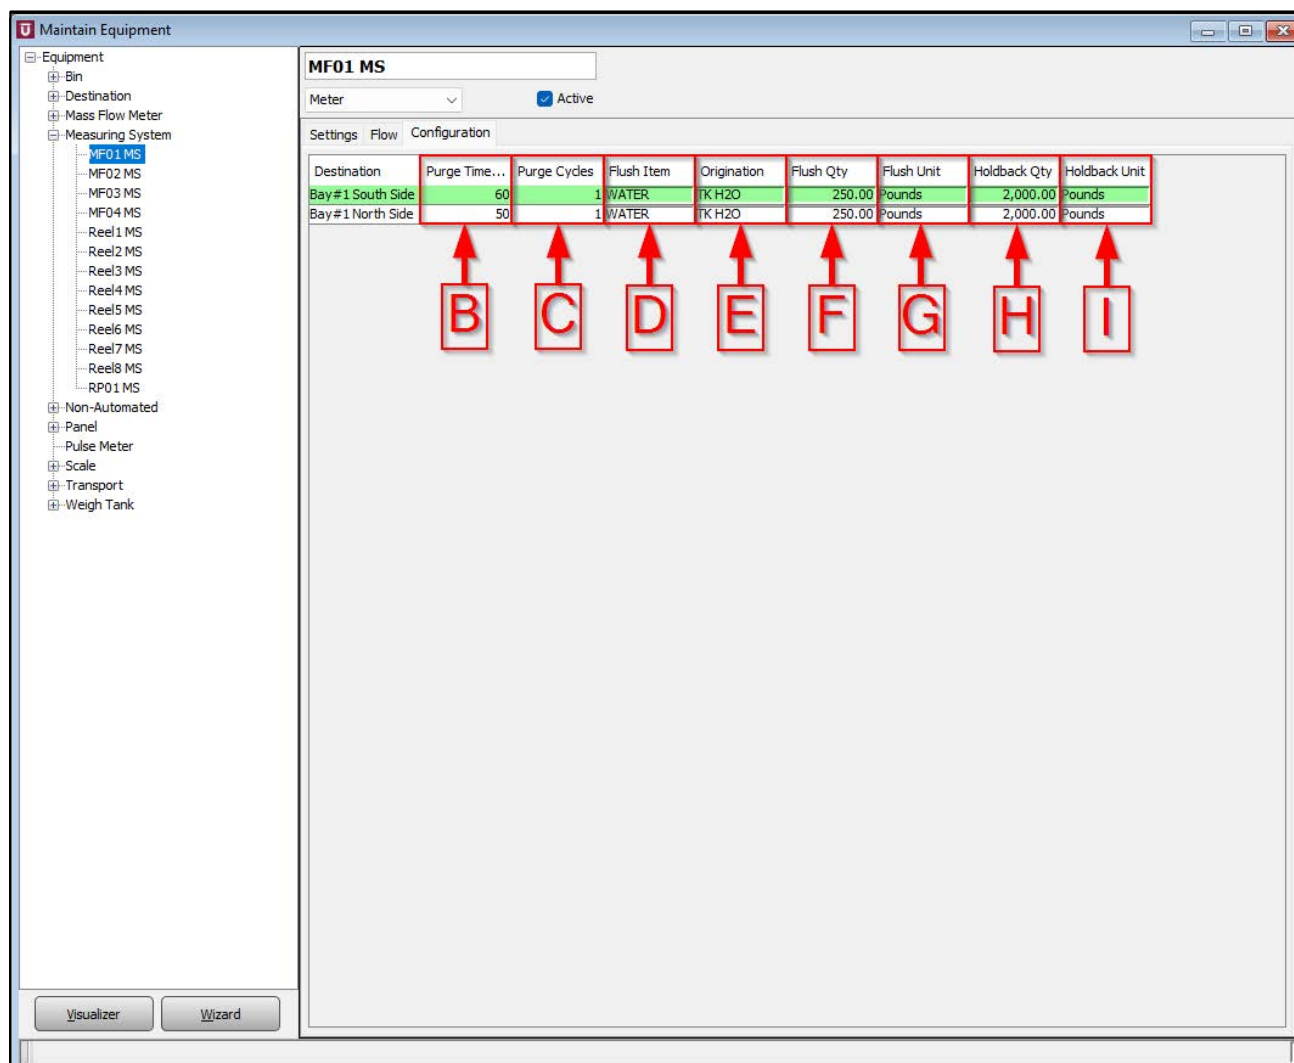 Maintain Equipment
Equipment
Bin
Destination
Mass Flow Meter
Measuring System
MF01 MS
MF02 MS
MF03 MS
MF04 MS
Reel1 MS
Reel2 MS
Reel3 MS
Reel4 MS
Reel5 MS
Reel6 MS
Reel7 MS
Reel8 MS
RP01 MS
Non-Automated
Panel
Pulse Meter
Scale
Transport
Weigh Tank
Visualizer Wizard
MF01 MS
Meter Active
Settings Flow Configuration
Destination Purge Time... Purge Cycles Flush Item Origination Flush Qty Flush Unit Holdback Qty Holdback Unit
Bay#1 South Side 60 1 WATER TK H2O 250.00 Pounds 2,000.00 Pounds
Bay#1 North Side 50 1 WATER TK H2O 250.00 Pounds 2,000.00 Pounds
B C D E F G H I